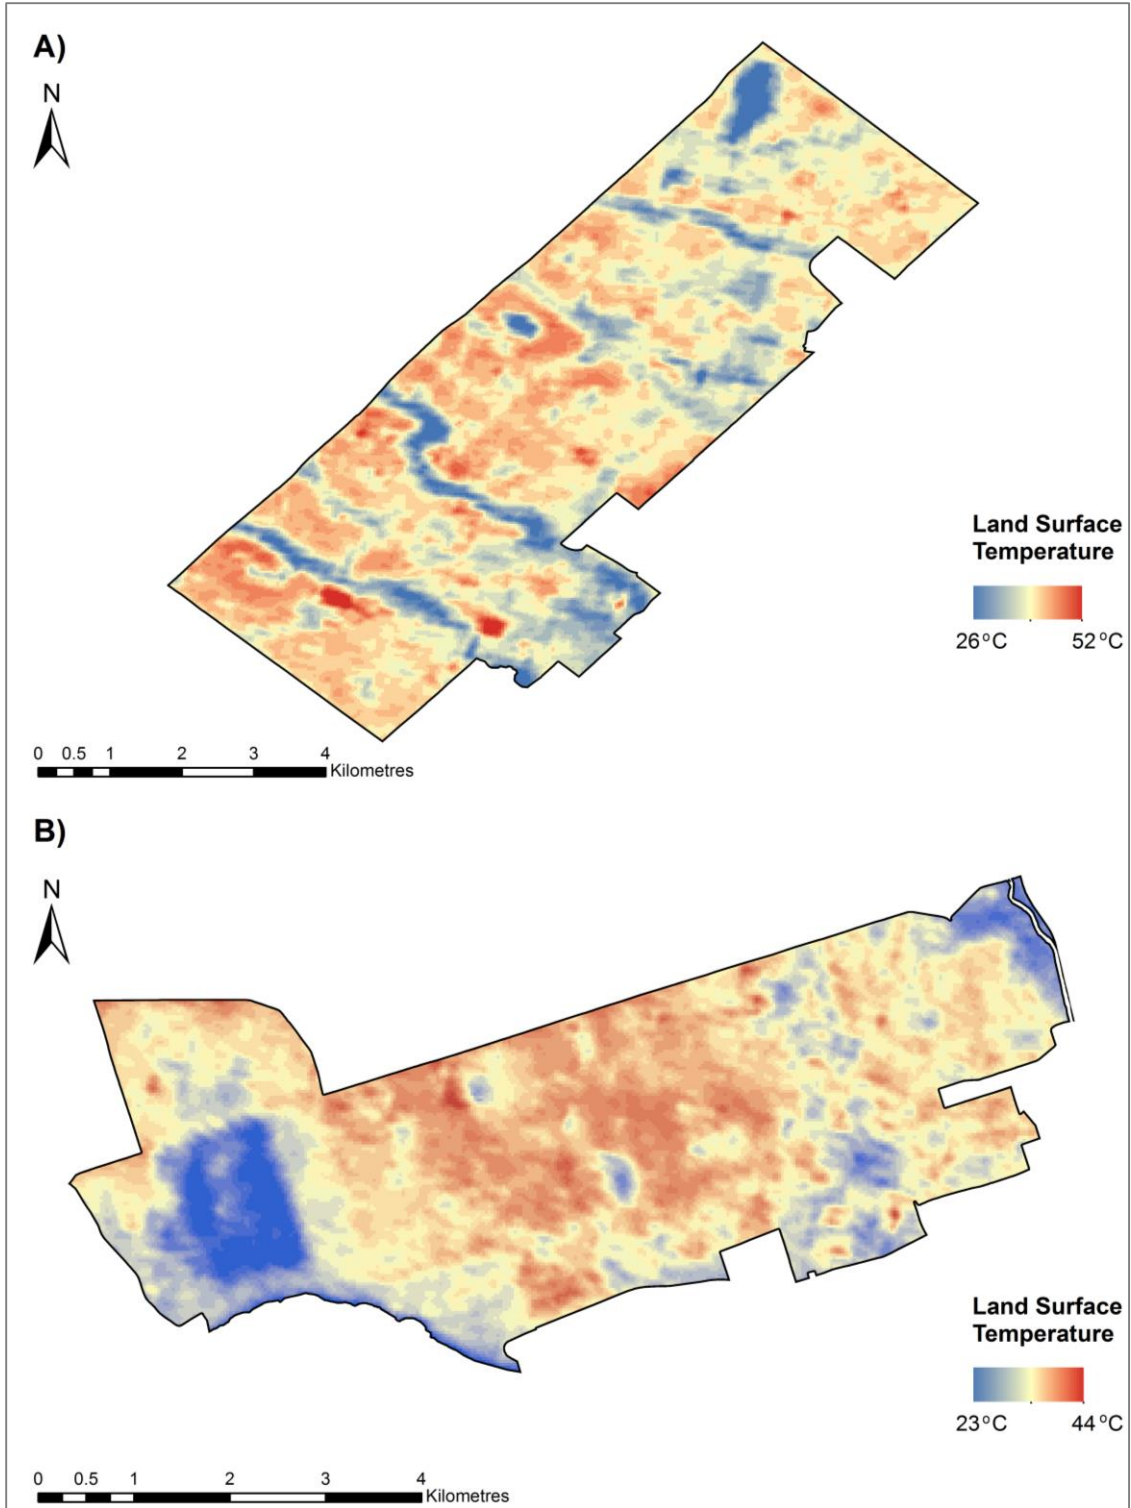 A)
N
Land Surface
Temperature
26°C 52°C
0 0.5 1 2 3 4
Kilometres
B)
N
Land Surface
Temperature
23°C 44°C
0 0.5 1 2 3 4
Kilometres